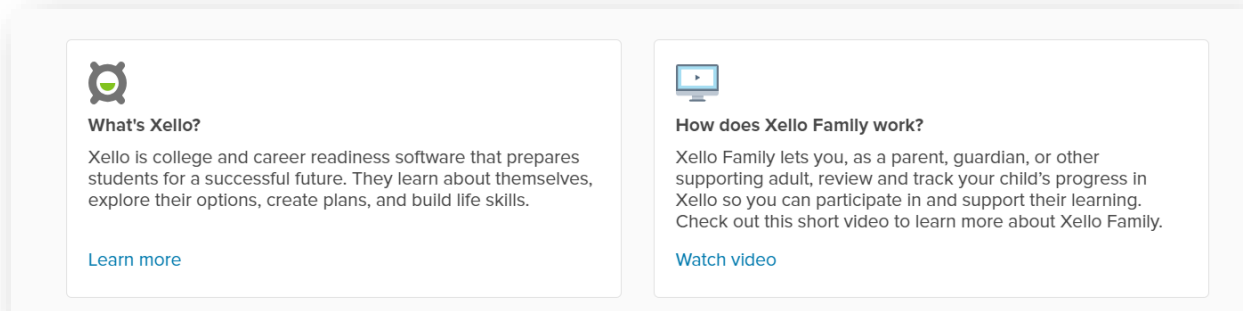 What's Xello?
Xello is college and career readiness software that prepares
students for a successful future. They learn about themselves,
explore their options, create plans, and build life skills.
Learn more
How does Xello Family work?
Xello Family lets you, as a parent, guardian, or other
supporting adult, review and track your child’s progress in
Xello so you can participate in and support their learning.
Check out this short video to learn more about Xello Family.
Watch video